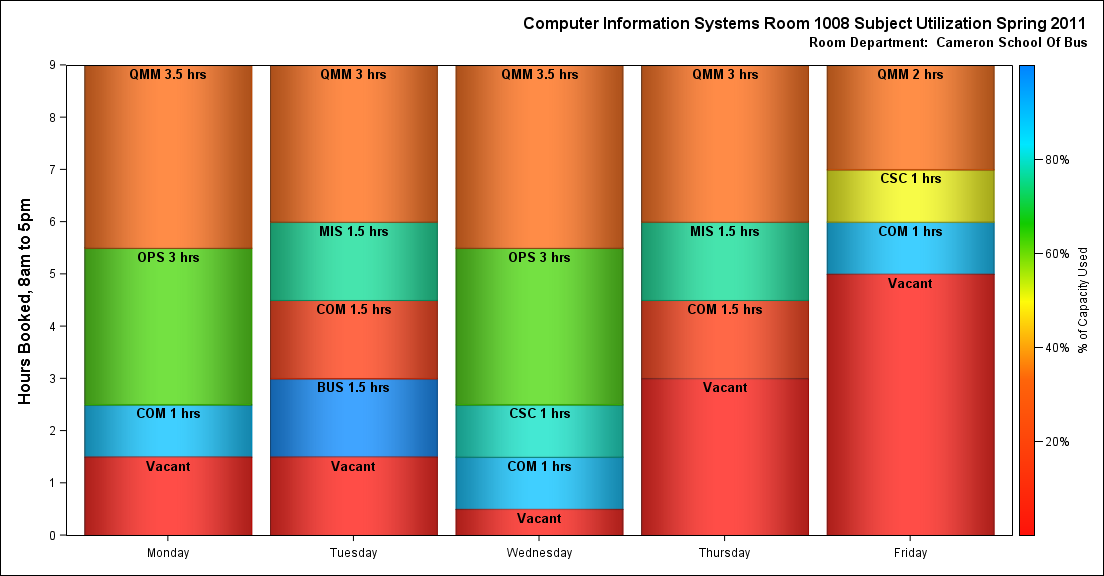 Computer Information Systems Room 1008 Subject Utilization Spring 2011
Room Department:  Cameron School Of Bus
Hours Booked, 8am to 5pm
9
8
7
6
5
4
3
2
1
0
QMM 3.5 hrs
OPS 3 hrs
COM 1 hrs
Vacant
QMM 3 hrs
MIS 1.5 hrs
COM 1.5 hrs
BUS 1.5 hrs
Vacant
QMM 3.5 hrs
OPS 3 hrs
CSC 1 hrs
COM 1 hrs
Vacant
QMM 3 hrs
MIS 1.5 hrs
COM 1.5 hrs
Vacant
QMM 2 hrs
CSC 1 hrs
COM 1 hrs
Vacant
Monday
Tuesday
Wednesday
Thursday
Friday
80%
60%
40%
20%
% of Capacity Used